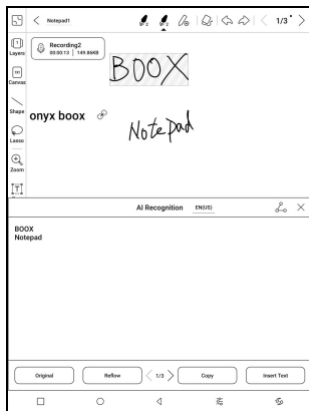 Notepad1
1/3
Layers
Recording2
00:00:13 | 149.86KB
Canvas
BOOX
Shape
onyx boox
Notepad
Lasso
Zoom
AI Recognition EN(US)
BOOX
Notepad
Original Reflow 1/3 Copy Insert Text